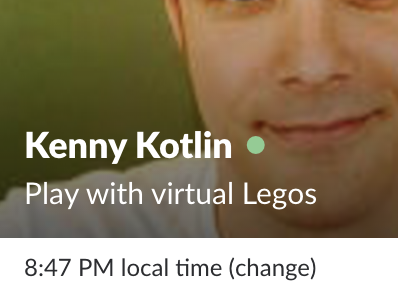 Kenny Kotlin
Play with virtual Legos
8:47 PM local time (change)